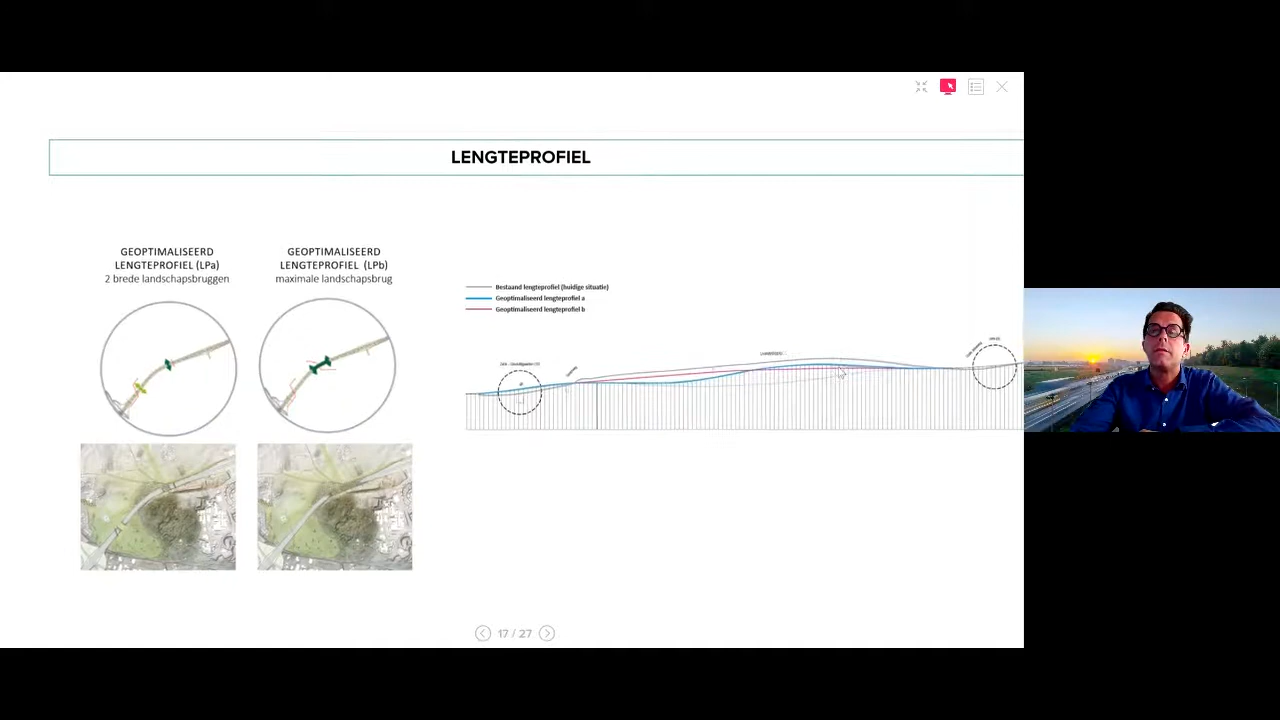 LENGTEPROFIEL
GEOPTIMALISEERD
LENGTEPROFIEL (LPa)
2 brede landschapsbruggen
GEOPTIMALISEERD
LENGTEPROFIEL (LPb)
maximale landschapsbrug
Bestaand lengteprofiel (huidige situatie)
Geoptimaliseerd lengteprofiel a
Geoptimaliseerd lengteprofiel b
17 / 27